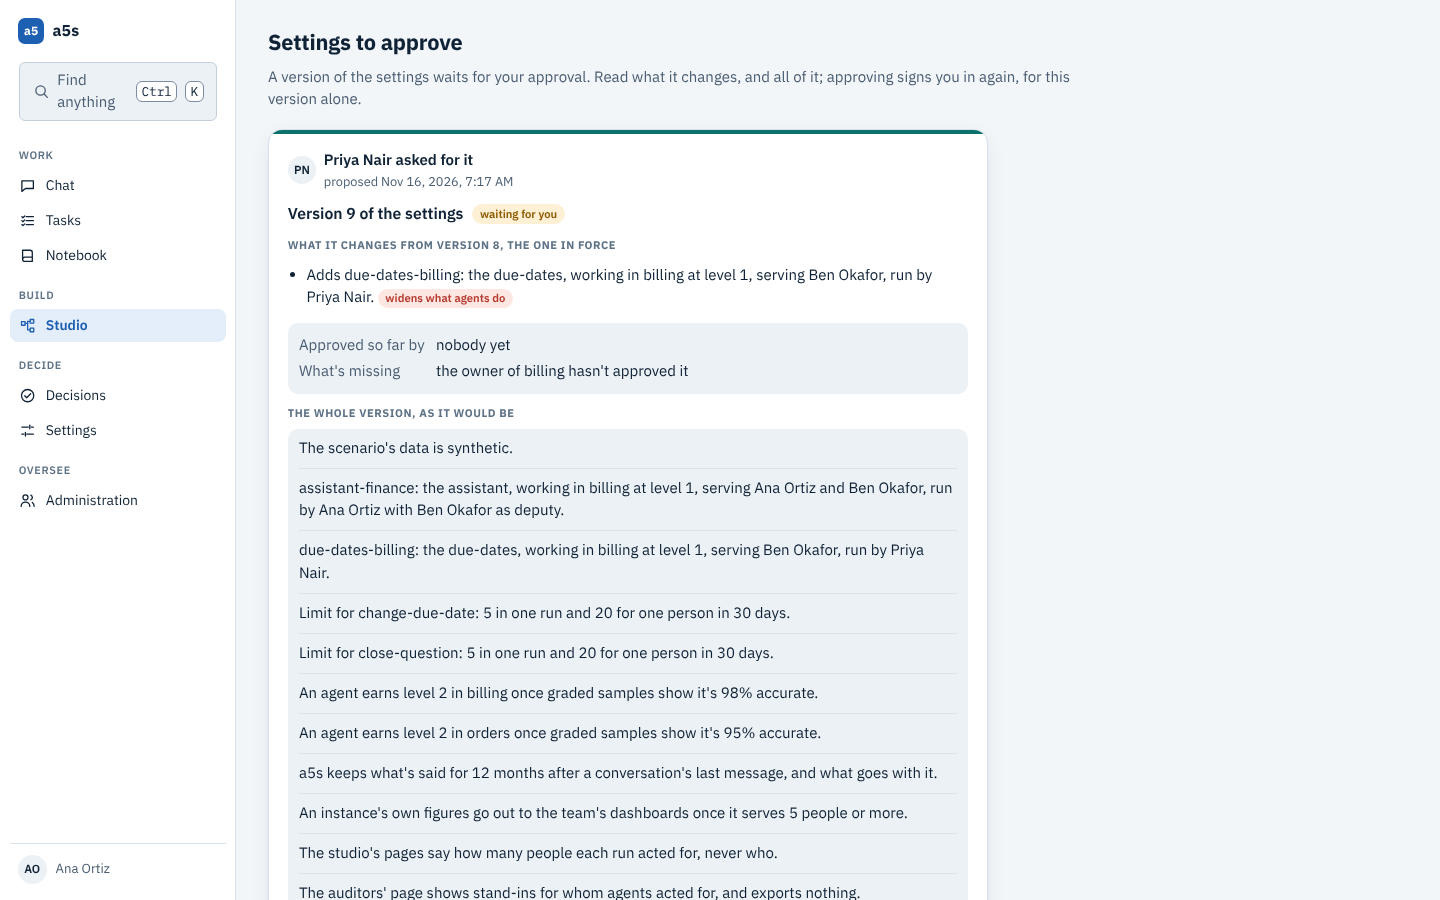 a5 a5s
Find
anything
Ctrl K
WORK
Chat
Tasks
Notebook
BUILD
Studio
DECIDE
Decisions
Settings
OVERSEE
Administration
AO Ana Ortiz
Settings to approve
A version of the settings waits for your approval. Read what it changes, and all of it; approving signs you in again, for this
version alone.
PN
Priya Nair asked for it
proposed Nov 16, 2026, 7:17 AM
Version 9 of the settings waiting for you
WHAT IT CHANGES FROM VERSION 8, THE ONE IN FORCE
• Adds due-dates-billing: the due-dates, working in billing at level 1, serving Ben Okafor, run by
Priya Nair. widens what agents do
Approved so far by nobody yet
What's missing the owner of billing hasn't approved it
THE WHOLE VERSION, AS IT WOULD BE
The scenario's data is synthetic.
assistant-finance: the assistant, working in billing at level 1, serving Ana Ortiz and Ben Okafor, run
by Ana Ortiz with Ben Okafor as deputy.
due-dates-billing: the due-dates, working in billing at level 1, serving Ben Okafor, run by Priya
Nair.
Limit for change-due-date: 5 in one run and 20 for one person in 30 days.
Limit for close-question: 5 in one run and 20 for one person in 30 days.
An agent earns level 2 in billing once graded samples show it's 98% accurate.
An agent earns level 2 in orders once graded samples show it's 95% accurate.
a5s keeps what's said for 12 months after a conversation's last message, and what goes with it.
An instance's own figures go out to the team's dashboards once it serves 5 people or more.
The studio's pages say how many people each run acted for, never who.
The auditors' page shows stand-ins for whom agents acted for, and exports nothing.